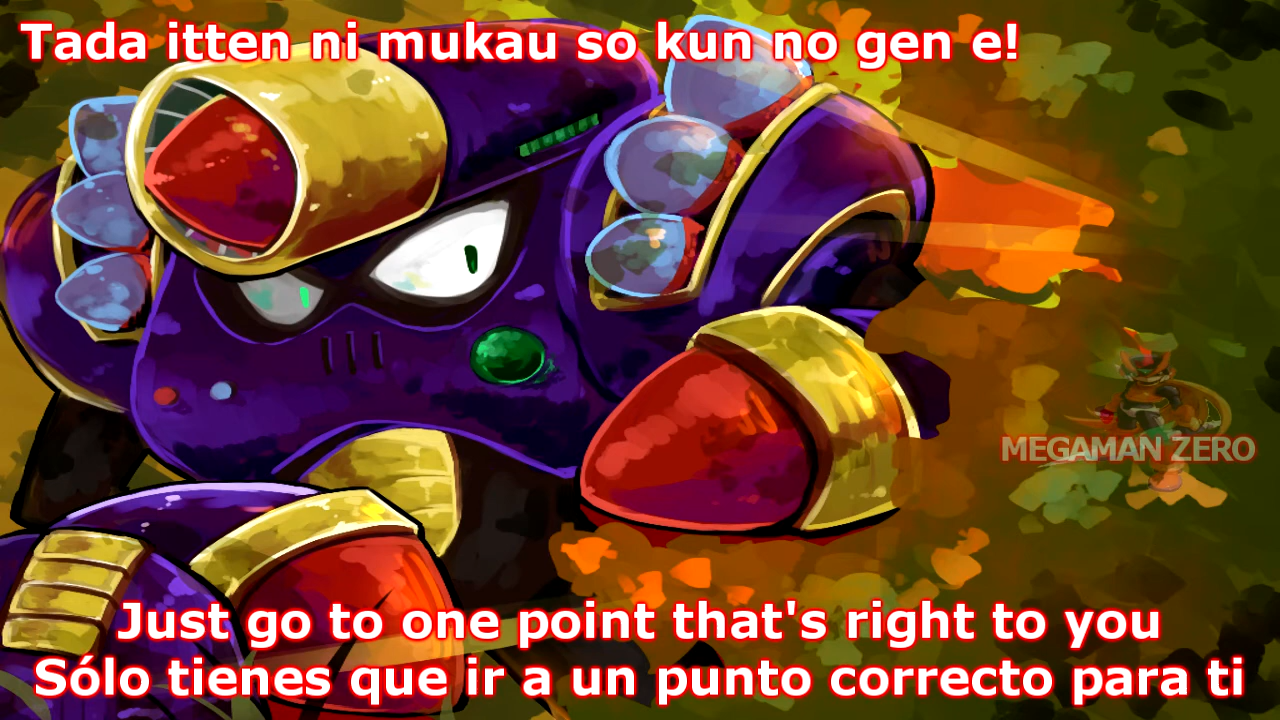 Tada itten ni mukau so kun no gen e!
MEGAMAN ZERO
Just go to one point that's right to you
Sólo tienes que ir a un punto correcto para ti